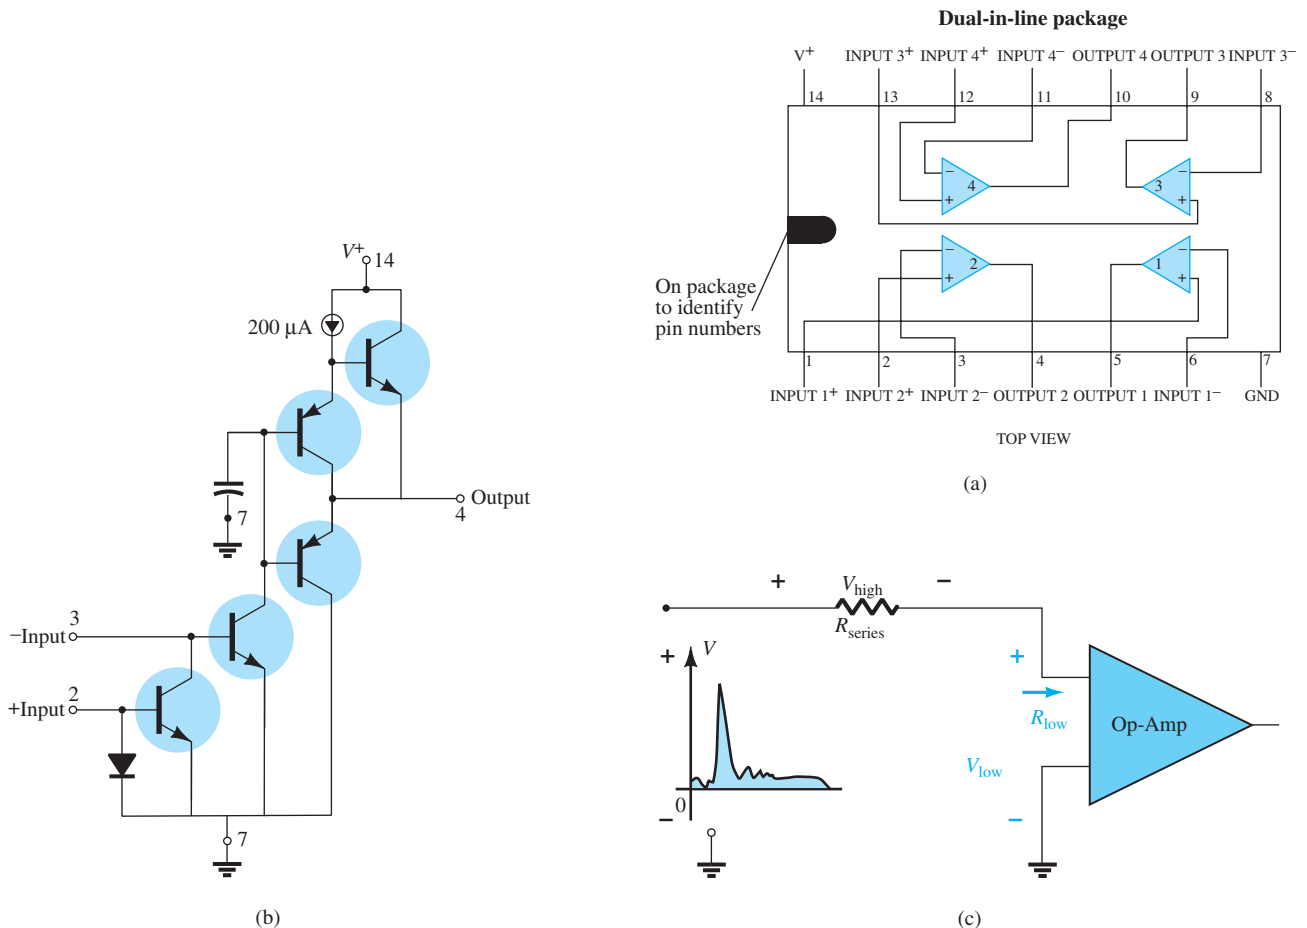 Dual-in-line package
V+ INPUT 3+ INPUT 4+ INPUT 4− OUTPUT 4 OUTPUT 3 INPUT 3−
14 13 12 11 10 9 8
− + 4
− + 3
− + 2
− + 1
On package
to identify
pin numbers
1 2 3 4 5 6 7
INPUT 1+ INPUT 2+ INPUT 2− OUTPUT 2 OUTPUT 1 INPUT 1− GND
TOP VIEW
(a)
V+
14
200 μA
7
Output
4
3
−Input
2
+Input
7
(b)
+ Vhigh −
Rseries
+ V
0
−
+
Rlow
Vlow
−
Op-Amp
(c)